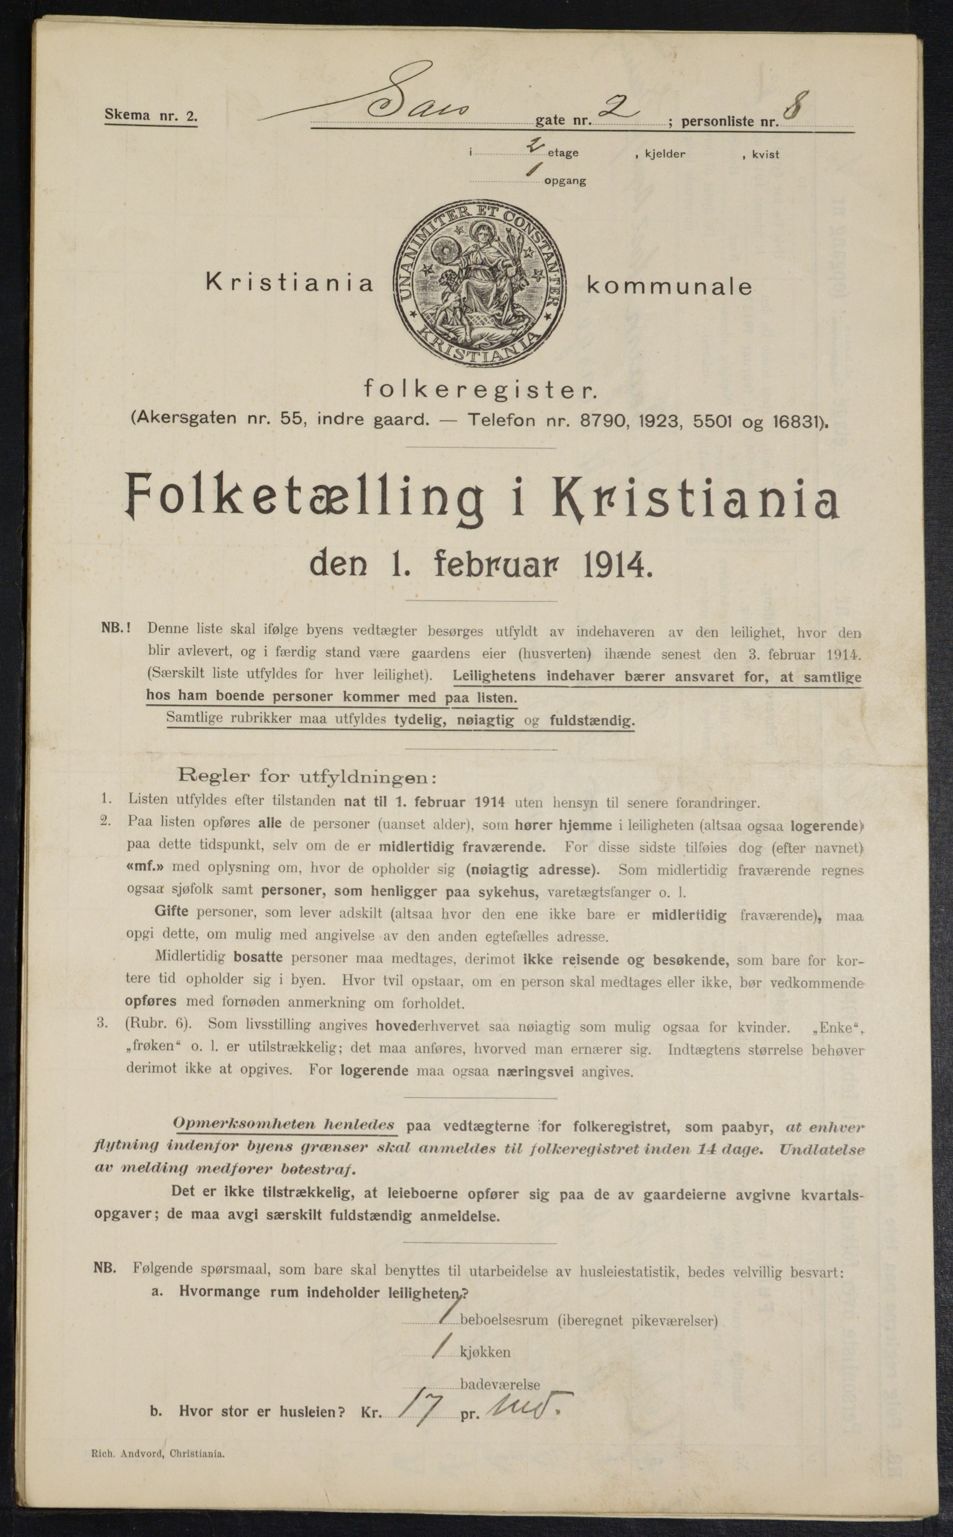 Skema nr. 2.
Sars gate nr. 2 ; personliste nr. 8
i 2 etage , kjelder , kvist
1 opgang
UNANIMITER ET CONSTANTER
KRISTIANIA
Kristiania kommunale
folkeregister.
(Akersgaten nr. 55, indre gaard. — Telefon nr. 8790, 1923, 5501 og 16831).
Folketælling i Kristiania
den 1. februar 1914.
NB.! Denne liste skal ifølge byens vedtægter besørges utfyldt av indehaveren av den leilighet, hvor den
blir avlevert, og i færdig stand være gaardens eier (husverten) ihænde senest den 3. februar 1914.
(Særskilt liste utfyldes for hver leilighet). Leilighetens indehaver bærer ansvaret for, at samtlige
hos ham boende personer kommer med paa listen.
Samtlige rubrikker maa utfyldes tydelig, nøiagtig og fuldstændig.
Regler for utfyldningen:
1. Listen utfyldes efter tilstanden nat til 1. februar 1914 uten hensyn til senere forandringer.
2. Paa listen opføres alle de personer (uanset alder), som hører hjemme i leiligheten (altsaa ogsaa logerende)
paa dette tidspunkt, selv om de er midlertidig fraværende. For disse sidste tilføies dog (efter navnet)
«mf.» med oplysning om, hvor de opholder sig (nøiagtig adresse). Som midlertidig fraværende regnes
ogsaa sjøfolk samt personer, som henligger paa sykehus, varetægtsfanger o. l.
Gifte personer, som lever adskilt (altsaa hvor den ene ikke bare er midlertidig fraværende), maa
opgi dette, om mulig med angivelse av den anden egtefælles adresse.
Midlertidig bosatte personer maa medtages, derimot ikke reisende og besøkende, som bare for kor-
tere tid opholder sig i byen. Hvor tvil opstaar, om en person skal medtages eller ikke, bør vedkommende
opføres med fornøden anmerkning om forholdet.
3. (Rubr. 6). Som livsstilling angives hovederhvervet saa nøiagtig som mulig ogsaa for kvinder. „Enke“,
„frøken“ o. l. er utilstrækkelig; det maa anføres, hvorved man ernærer sig. Indtægtens størrelse behøver
derimot ikke at opgives. For logerende maa ogsaa næringsvei angives.
Opmerksomheten henledes paa vedtægterne for folkeregistret, som paabyr, at enhver
flytning indenfor byens grænser skal anmeldes til folkeregistret inden 14 dage. Undlatelse
av melding medfører bøtestraf.
Det er ikke tilstrækkelig, at leieboerne opfører sig paa de av gaardeierne avgivne kvartals-
opgaver; de maa avgi særskilt fuldstændig anmeldelse.
NB. Følgende spørsmaal, som bare skal benyttes til utarbeidelse av husleiestatistik, bedes velvillig besvart:
a. Hvormange rum indeholder leiligheten?
1 beboelsesrum (iberegnet pikeværelser)
1 kjøkken
badeværelse
b. Hvor stor er husleien? Kr. 17 pr. Md.
Rich. Andvord, Christiania.